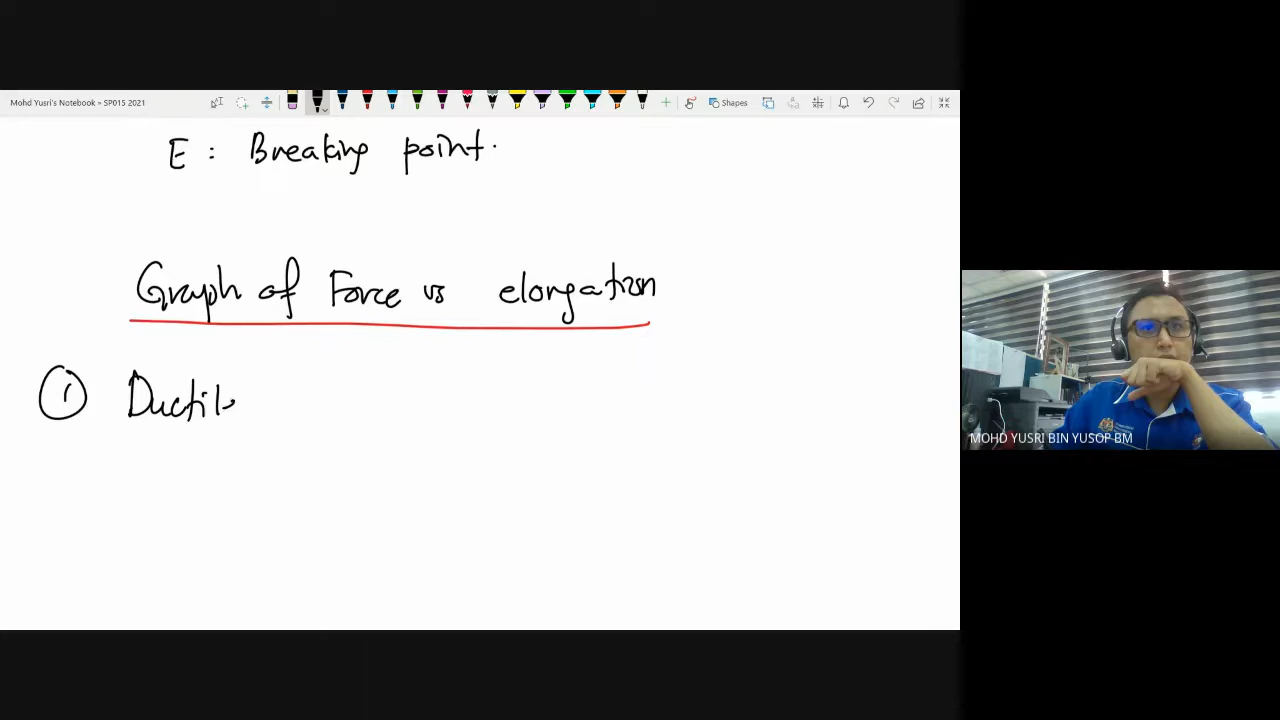 Mohd Yusri's Notebook » SP015 2021
Shapes
E : Breaking point.
Graph of Force vs elongation
① Ductile
MOHD YUSRI BIN YUSOP BM